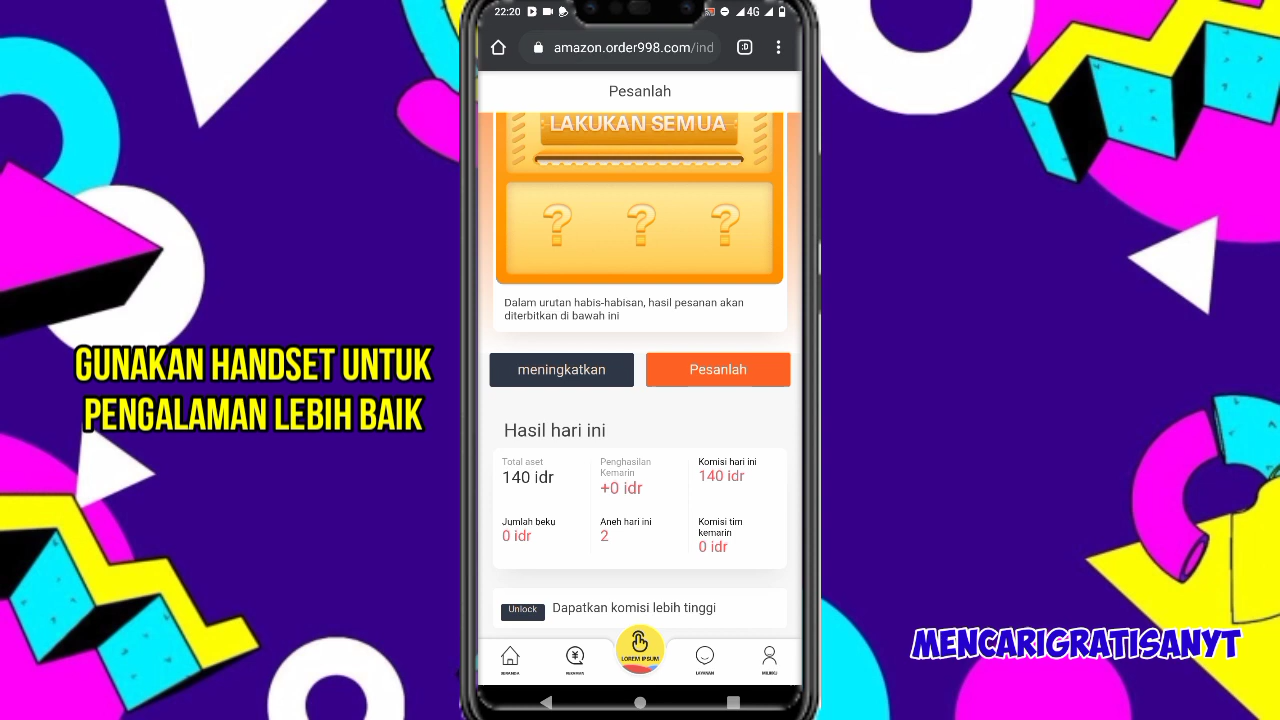 22:20
4G
amazon.order998.com/ind
:D
Pesanlah
LAKUKAN SEMUA
? ? ?
Dalam urutan habis-habisan, hasil pesanan akan
diterbitkan di bawah ini
meningkatkan
Pesanlah
Hasil hari ini
Total aset
140 idr
Penghasilan
Kemarin
+0 idr
Komisi hari ini
140 idr
Jumlah beku
0 idr
Aneh hari ini
2
Komisi tim
kemarin
0 idr
Unlock
Dapatkan komisi lebih tinggi
BERANDA
LOREM IPSUM
LAYANAN
GUNAKAN HANDSET UNTUK
PENGALAMAN LEBIH BAIK
MENCARIGRATISANYT